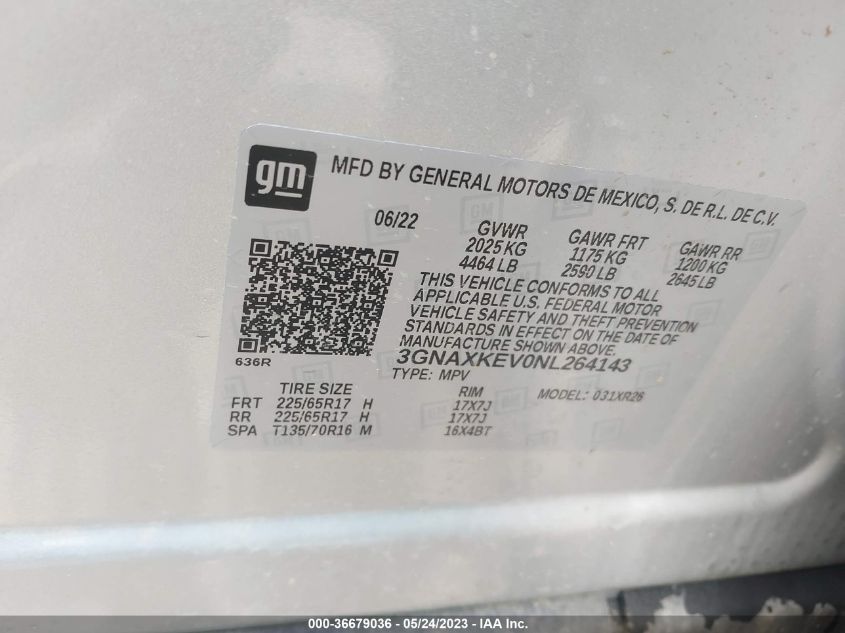 gm
MFD BY GENERAL MOTORS DE MEXICO, S. DE R.L. DE C.V.
06/22
GVWR
2025 KG
4464 LB
GAWR FRT
1175 KG
2590 LB
GAWR RR
1200 KG
2645 LB
THIS VEHICLE CONFORMS TO ALL
APPLICABLE U.S. FEDERAL MOTOR
VEHICLE SAFETY AND THEFT PREVENTION
STANDARDS IN EFFECT ON THE DATE OF
MANUFACTURE SHOWN ABOVE.
3GNAXKEV0NL264143
636R
TYPE: MPV
MODEL: 031XR26
TIRE SIZE
RIM
FRT 225/65R17 H 17X7J
RR 225/65R17 H 17X7J
SPA T135/70R16 M 16X4BT
000-36679036 - 05/24/2023 - IAA Inc.